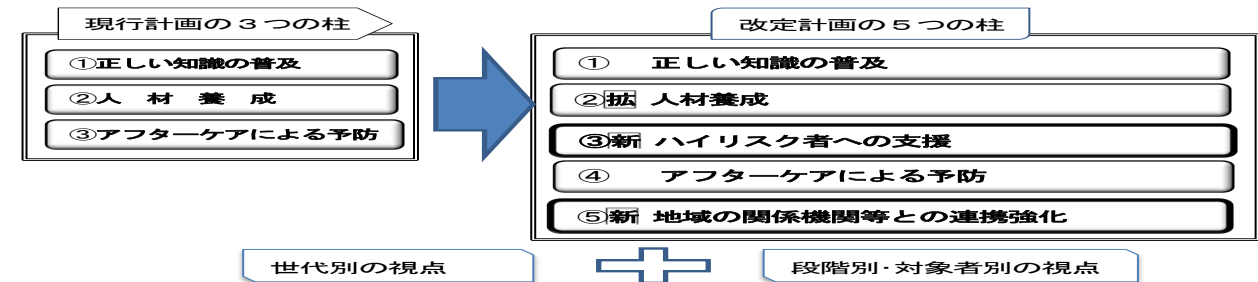 現行計画の3つの柱
①正しい知識の普及
②人 材 養 成
③アフターケアによる予防
改定計画の5つの柱
① 正しい知識の普及
②拡 人材養成
③新 ハイリスク者への支援
④ アフターケアによる予防
⑤新 地域の関係機関等との連携強化
世代別の視点
段階別・対象者別の視点